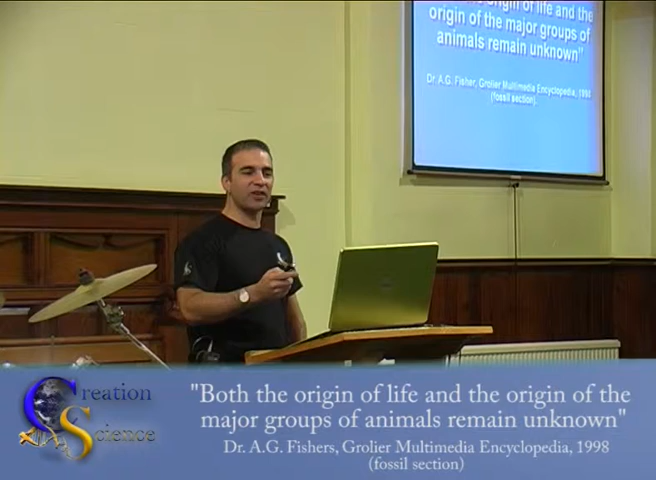 origin of life and the
origin of the major groups of
animals remain unknown"
Dr. A.G. Fisher, Grolier Multimedia Encyclopedia, 1998
(fossil section).
Creation
Science
"Both the origin of life and the origin of the
major groups of animals remain unknown"
Dr. A.G. Fishers, Grolier Multimedia Encyclopedia, 1998
(fossil section)